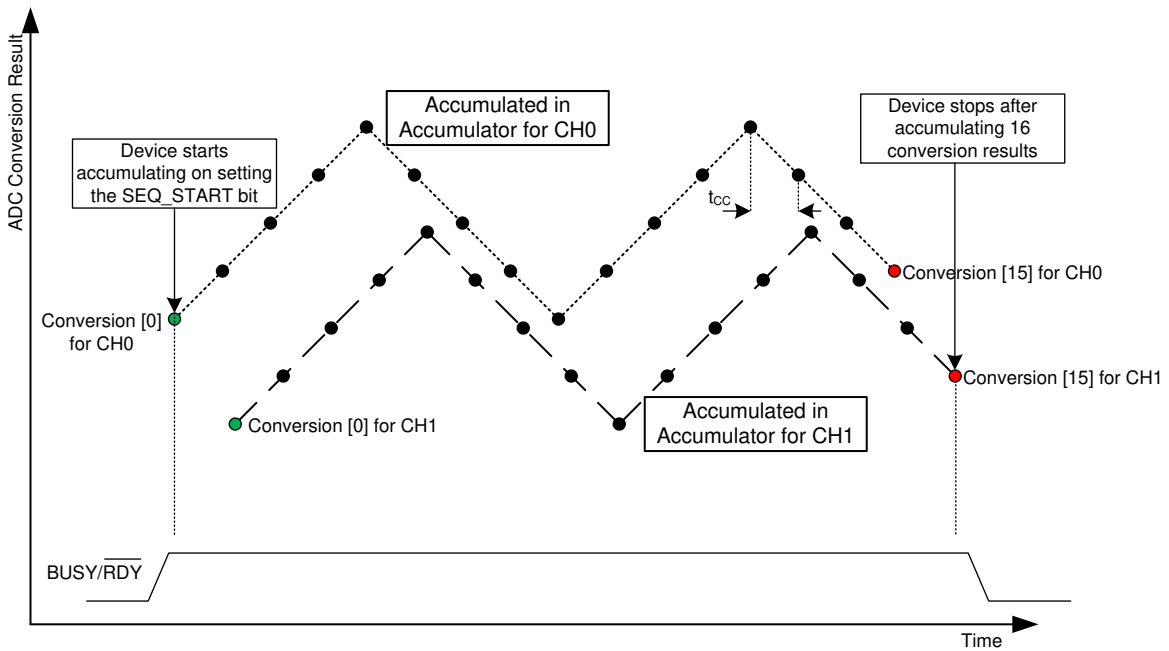 ADC Conversion Result
Accumulated in
Accumulator for CH0
Device stops after
accumulating 16
conversion results
Device starts
accumulating on setting
the SEQ_START bit
tCC
Conversion [15] for CH0
Conversion [0]
for CH0
Conversion [15] for CH1
Accumulated in
Accumulator for CH1
Conversion [0] for CH1
BUSY/R̅D̅Y̅
Time